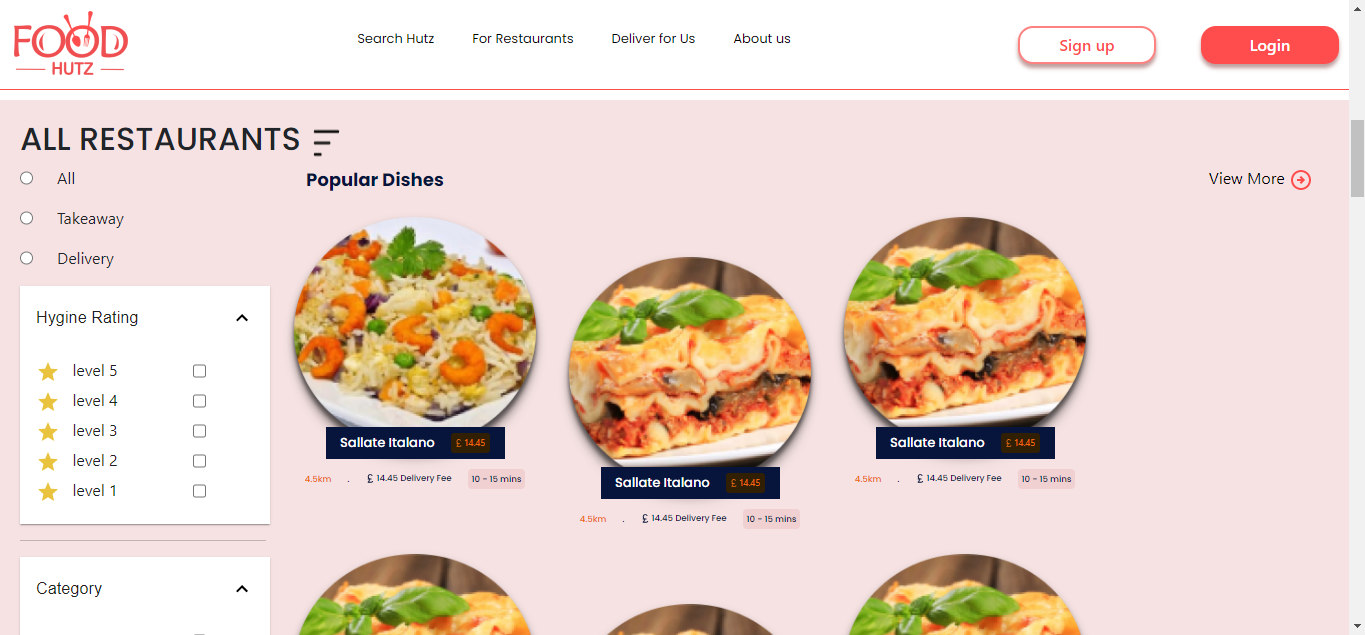 FOOD
HUTZ
Search Hutz
For Restaurants
Deliver for Us
About us
Sign up
Login
ALL RESTAURANTS
All
Takeaway
Delivery
Hygine Rating
level 5
level 4
level 3
level 2
level 1
Category
Popular Dishes
View More
Sallate Italano £ 14.45
4.5km . £ 14.45 Delivery Fee 10 - 15 mins
Sallate Italano £ 14.45
4.5km . £ 14.45 Delivery Fee 10 - 15 mins
Sallate Italano £ 14.45
4.5km . £ 14.45 Delivery Fee 10 - 15 mins